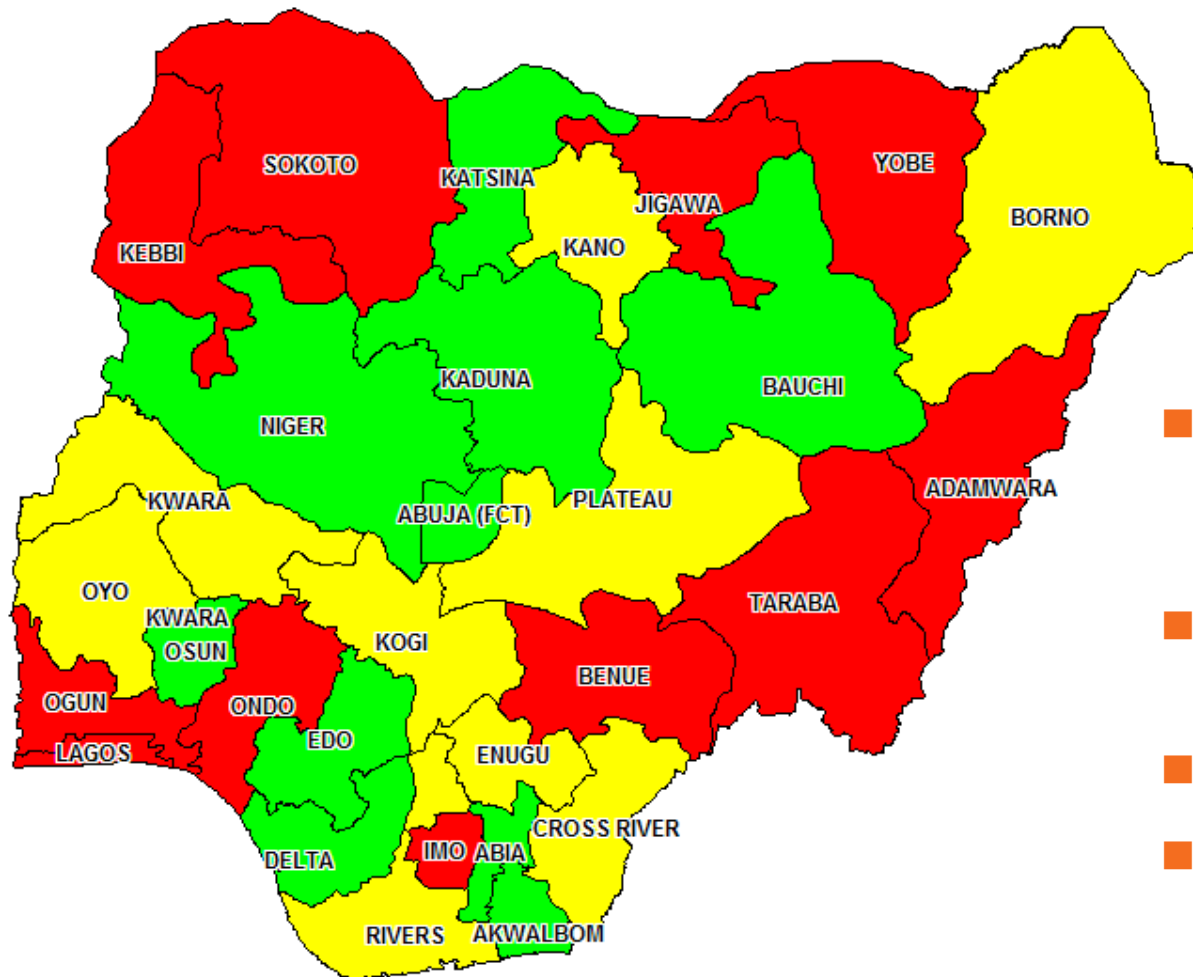 SOKOTO
KATSINA
YOBE
JIGAWA
BORNO
KEBBI
KANO
KADUNA
BAUCHI
NIGER
ADAMWARA
KWARA
PLATEAU
ABUJA (FCT)
OYO
TARABA
KWARA
OSUN
KOGI
BENUE
OGUN
ONDO
EDO
LAGOS
ENUGU
CROSS RIVER
IMO
ABIA
DELTA
RIVERS
AKWALBOM